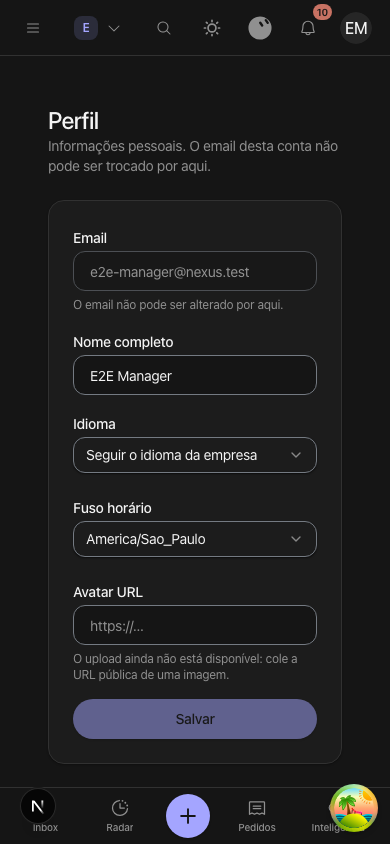 E
10
EM
Perfil
Informações pessoais. O email desta conta não
pode ser trocado por aqui.
Email
e2e-manager@nexus.test
O email não pode ser alterado por aqui.
Nome completo
E2E Manager
Idioma
Seguir o idioma da empresa
Fuso horário
America/Sao_Paulo
Avatar URL
https://...
O upload ainda não está disponível: cole a
URL pública de uma imagem.
Salvar
N
Inbox
Radar
Pedidos